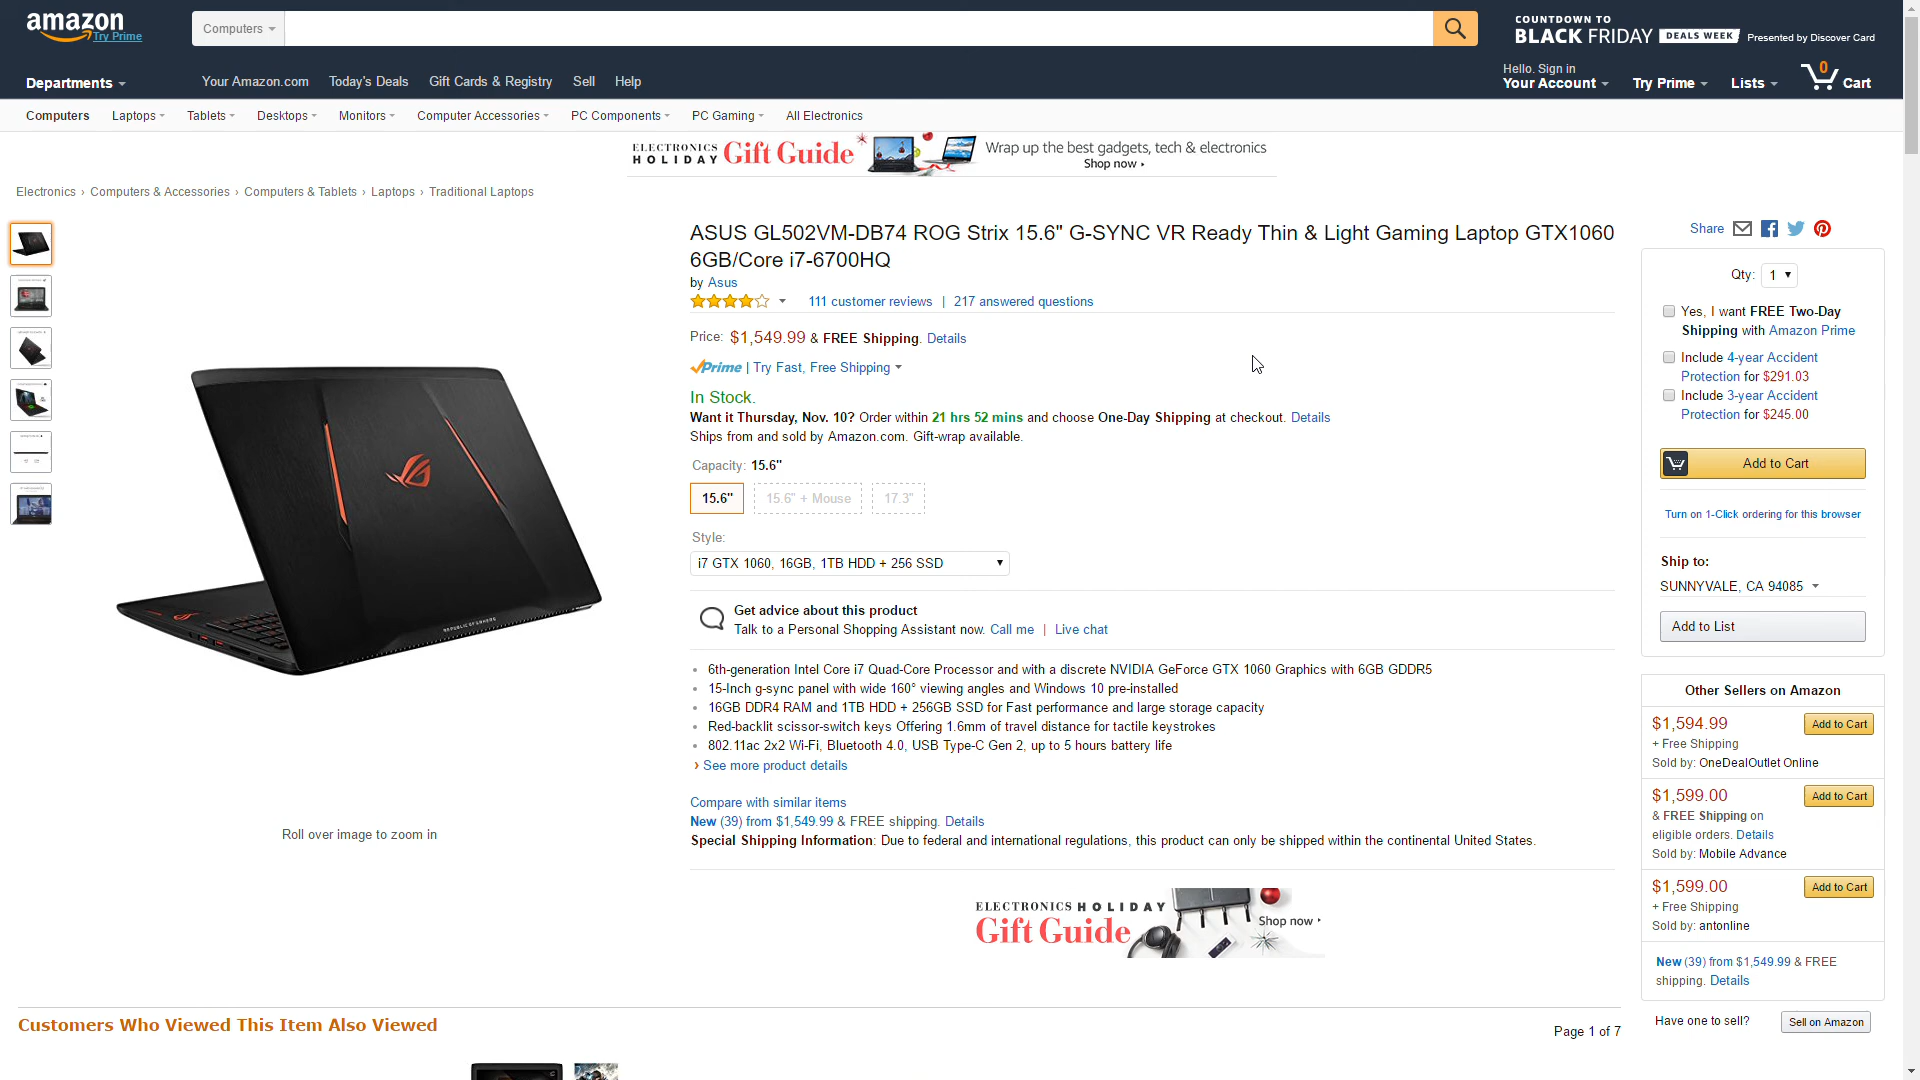 amazon
Try Prime
Computers
COUNTDOWN TO
BLACK FRIDAY DEALS WEEK Presented by Discover Card
Departments
Your Amazon.com Today's Deals Gift Cards & Registry Sell Help
Hello. Sign in
Your Account Try Prime Lists 0 Cart
Computers Laptops Tablets Desktops Monitors Computer Accessories PC Components PC Gaming All Electronics
ELECTRONICS
HOLIDAY Gift Guide
Wrap up the best gadgets, tech & electronics
Shop now
Electronics › Computers & Accessories › Computers & Tablets › Laptops › Traditional Laptops
ASUS GL502VM-DB74 ROG Strix 15.6" G-SYNC VR Ready Thin & Light Gaming Laptop GTX1060
6GB/Core i7-6700HQ
by Asus
111 customer reviews | 217 answered questions
Price: $1,549.99 & FREE Shipping. Details
Prime | Try Fast, Free Shipping
In Stock.
Want it Thursday, Nov. 10? Order within 21 hrs 52 mins and choose One-Day Shipping at checkout. Details
Ships from and sold by Amazon.com. Gift-wrap available.
Capacity: 15.6"
15.6" 15.6" + Mouse 17.3"
Style:
i7 GTX 1060, 16GB, 1TB HDD + 256 SSD
Get advice about this product
Talk to a Personal Shopping Assistant now. Call me | Live chat
• 6th-generation Intel Core i7 Quad-Core Processor and with a discrete NVIDIA GeForce GTX 1060 Graphics with 6GB GDDR5
• 15-Inch g-sync panel with wide 160° viewing angles and Windows 10 pre-installed
• 16GB DDR4 RAM and 1TB HDD + 256GB SSD for Fast performance and large storage capacity
• Red-backlit scissor-switch keys Offering 1.6mm of travel distance for tactile keystrokes
• 802.11ac 2x2 Wi-Fi, Bluetooth 4.0, USB Type-C Gen 2, up to 5 hours battery life
› See more product details
Compare with similar items
New (39) from $1,549.99 & FREE shipping. Details
Special Shipping Information: Due to federal and international regulations, this product can only be shipped within the continental United States.
REPUBLIC OF GAMERS
Roll over image to zoom in
ELECTRONICS HOLIDAY
Gift Guide
Shop now
Share
Qty: 1
Yes, I want FREE Two-Day
Shipping with Amazon Prime
Include 4-year Accident
Protection for $291.03
Include 3-year Accident
Protection for $245.00
Add to Cart
Turn on 1-Click ordering for this browser
Ship to:
SUNNYVALE, CA 94085
Add to List
Other Sellers on Amazon
$1,594.99 Add to Cart
+ Free Shipping
Sold by: OneDealOutlet Online
$1,599.00 Add to Cart
& FREE Shipping on
eligible orders. Details
Sold by: Mobile Advance
$1,599.00 Add to Cart
+ Free Shipping
Sold by: antonline
New (39) from $1,549.99 & FREE
shipping. Details
Have one to sell? Sell on Amazon
Customers Who Viewed This Item Also Viewed
Page 1 of 7